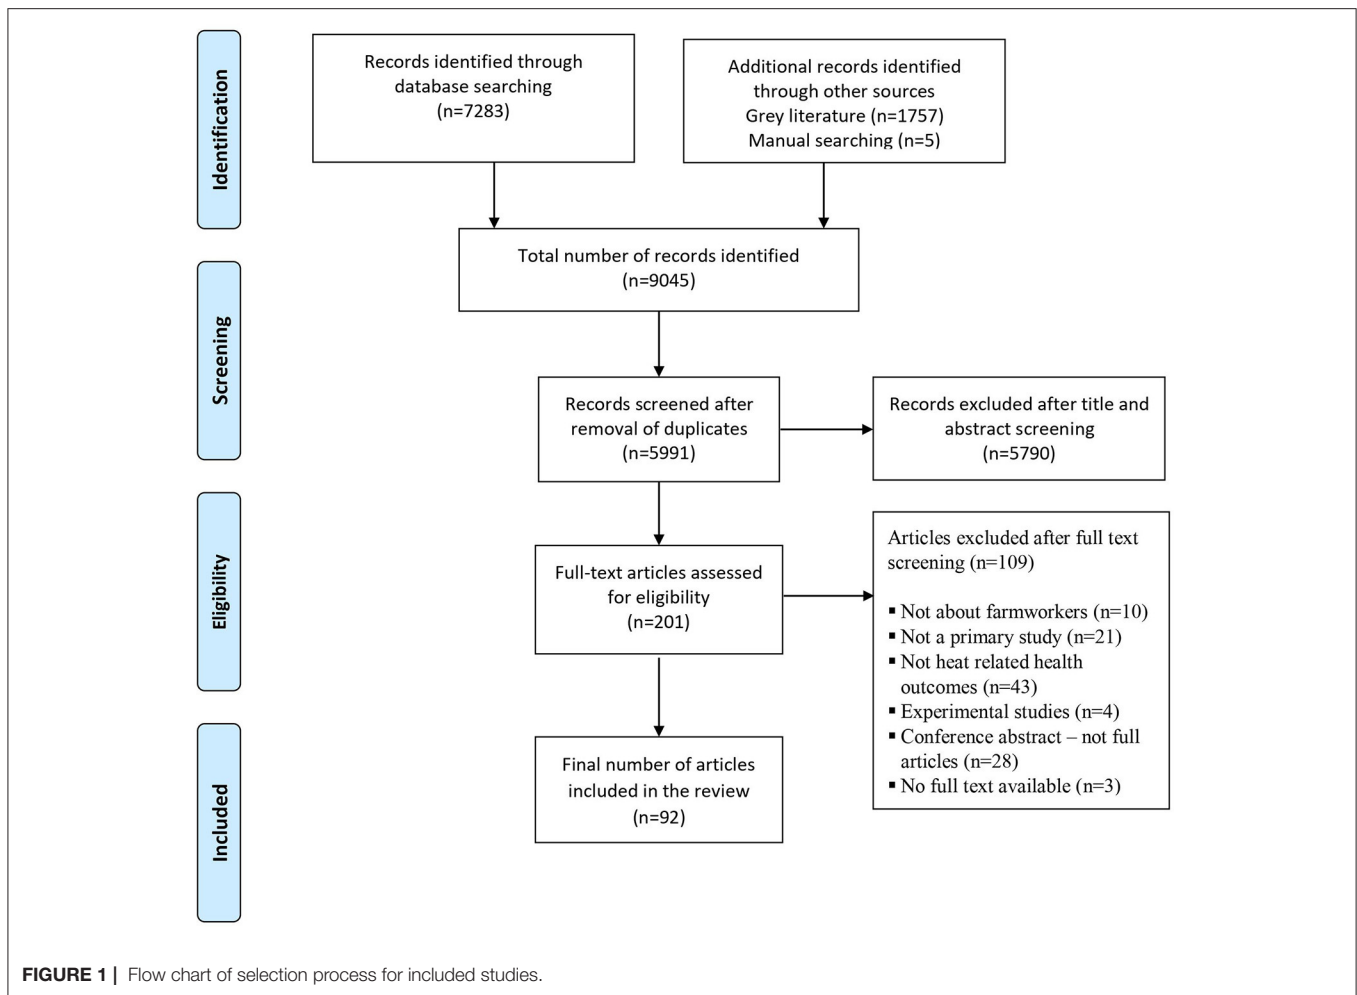 Identification
Records identified through
database searching
(n=7283)
Additional records identified
through other sources
Grey literature (n=1757)
Manual searching (n=5)
Total number of records identified
(n=9045)
Screening
Records screened after
removal of duplicates
(n=5991)
Records excluded after title and
abstract screening
(n=5790)
Eligibility
Full-text articles assessed
for eligibility
(n=201)
Articles excluded after full text
screening (n=109)
▪ Not about farmworkers (n=10)
▪ Not a primary study (n=21)
▪ Not heat related health
outcomes (n=43)
▪ Experimental studies (n=4)
▪ Conference abstract – not full
articles (n=28)
▪ No full text available (n=3)
Included
Final number of articles
included in the review
(n=92)
FIGURE 1 | Flow chart of selection process for included studies.